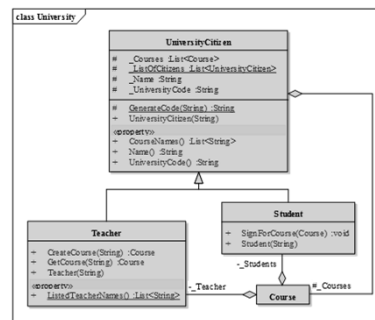 class University
UniversityCitizen
# _Courses :List<Course>
# _ListOfCitizens :List<UniversityCitizen>
# _Name :String
# _UniversityCode :String
# GenerateCode(String) :String
+ UniversityCitizen(String)
«property»
+ CourseNames() :List<String>
+ Name() :String
+ UniversityCode() :String
Teacher
+ CreateCourse(String) :Course
+ GetCourse(String) :Course
+ Teacher(String)
«property»
+ ListedTeacherNames() :List<String>
Student
+ SignForCourse(Course) :void
+ Student(String)
-_Students
-_Teacher
Course
#_Courses